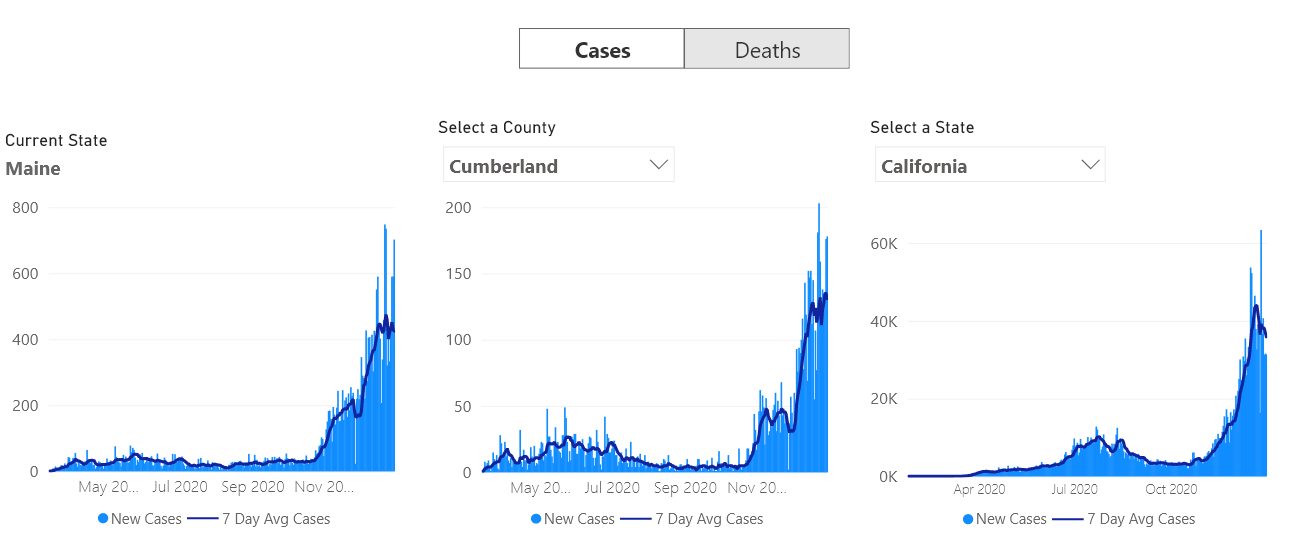 Cases Deaths
Current State
Maine
800
600
400
200
0
May 20... Jul 2020 Sep 2020 Nov 20...
New Cases 7 Day Avg Cases
Select a County
Cumberland
200
150
100
50
0
May 20... Jul 2020 Sep 2020 Nov 20...
New Cases 7 Day Avg Cases
Select a State
California
60K
40K
20K
0K
Apr 2020 Jul 2020 Oct 2020
New Cases 7 Day Avg Cases